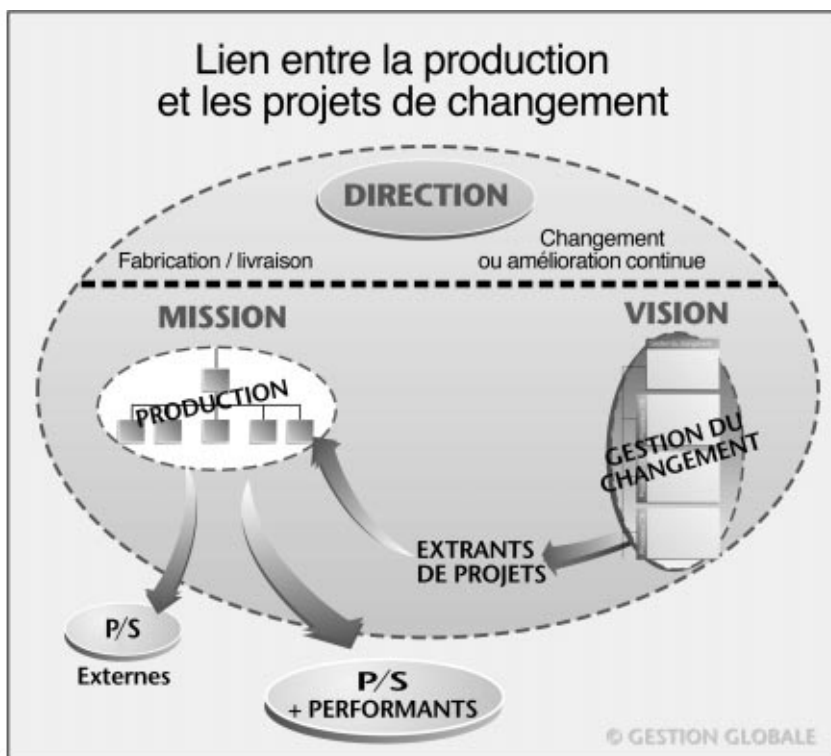 Lien entre la production
et les projets de changement
DIRECTION
Fabrication / livraison
Changement
ou amélioration continue
MISSION
VISION
PRODUCTION
GESTION DU
CHANGEMENT
EXTRANTS
DE PROJETS
P/S
Externes
P/S
+ PERFORMANTS
© GESTION GLOBALE